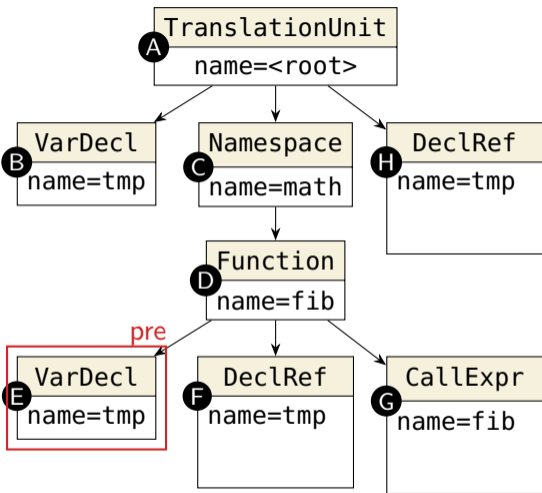 TranslationUnit
A
name=<root>
VarDecl
B
name=tmp
Namespace
C
name=math
DeclRef
H
name=tmp
Function
D
name=fib
pre
VarDecl
E
name=tmp
DeclRef
F
name=tmp
CallExpr
G
name=fib